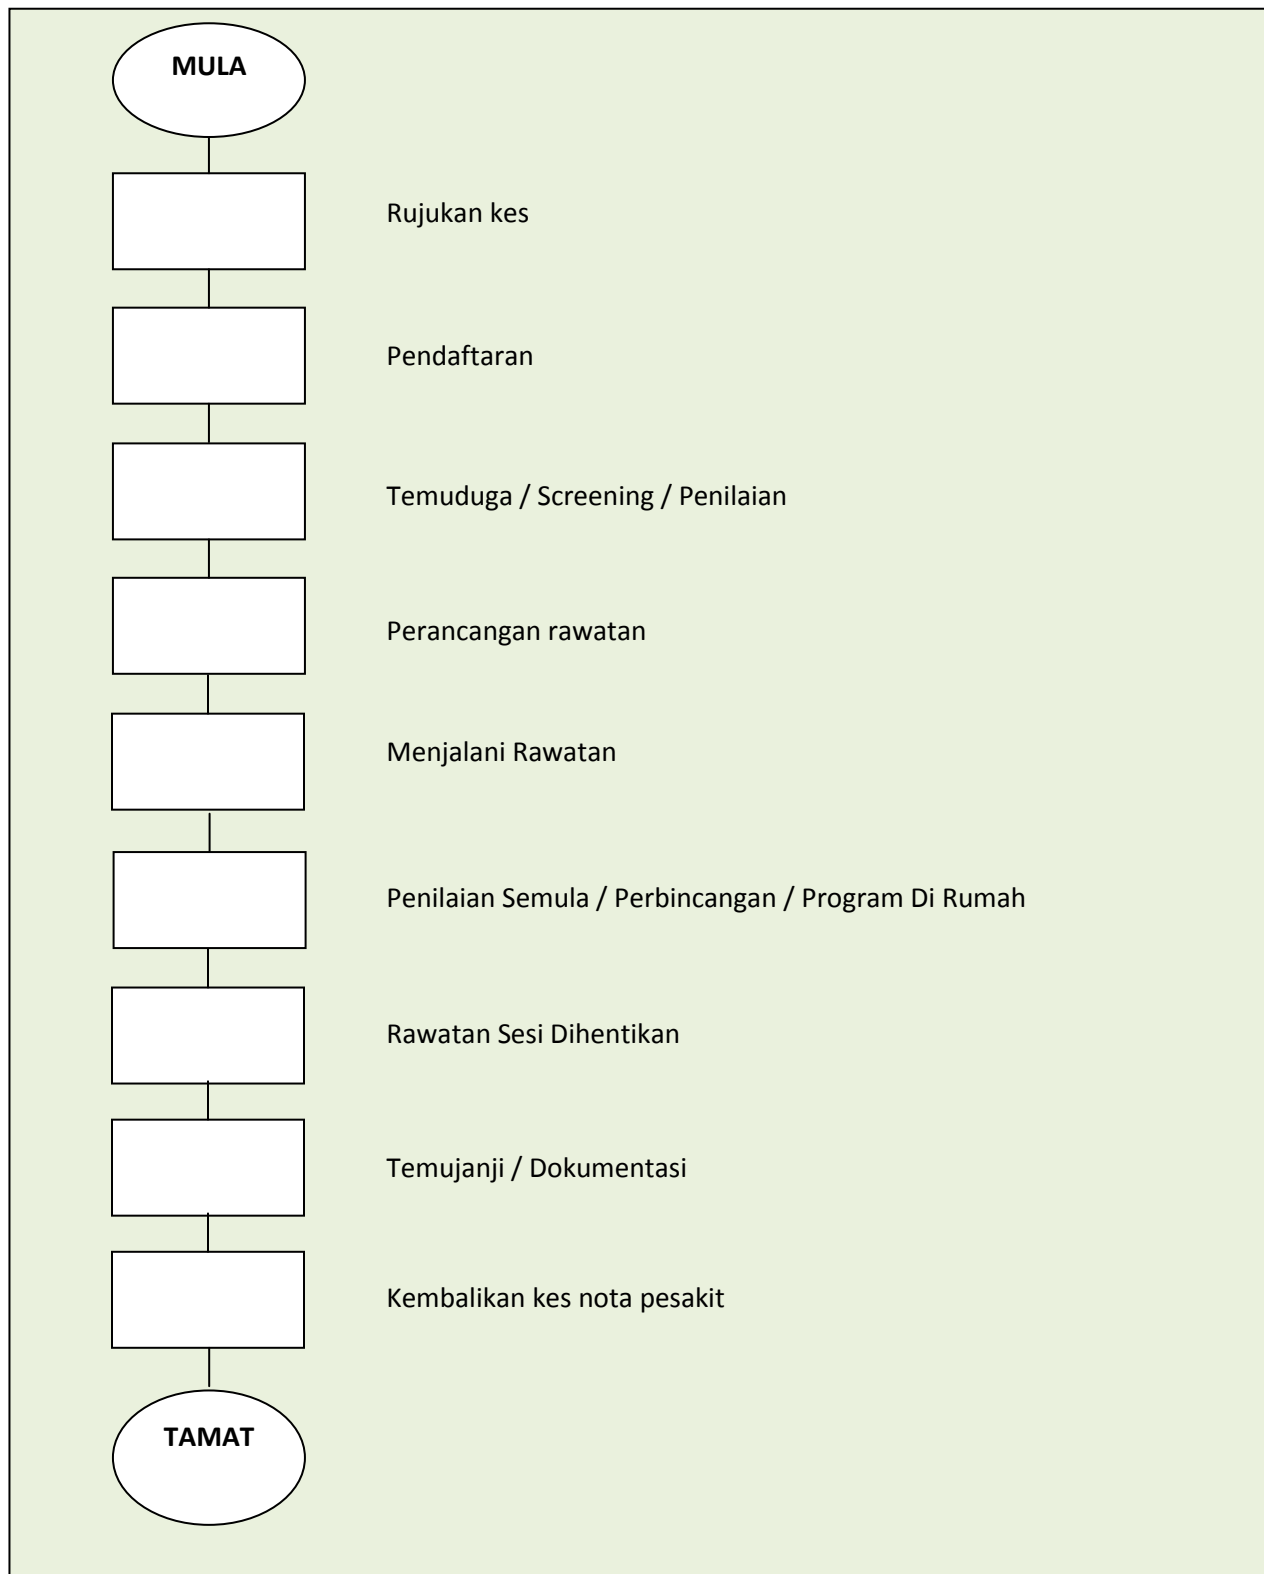 MULA
Rujukan kes
Pendaftaran
Temuduga / Screening / Penilaian
Perancangan rawatan
Menjalani Rawatan
Penilaian Semula / Perbincangan / Program Di Rumah
Rawatan Sesi Dihentikan
Temujanji / Dokumentasi
Kembalikan kes nota pesakit
TAMAT